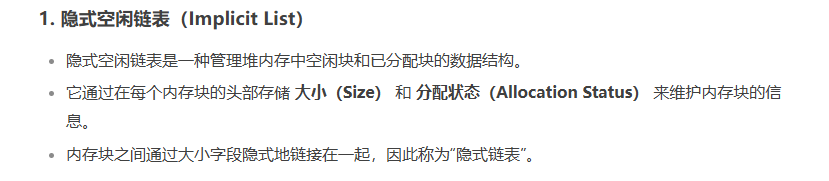 1. 隐式空闲链表（Implicit List）
隐式空闲链表是一种管理堆内存中空闲块和已分配块的数据结构。
它通过在每个内存块的头部存储 大小（Size） 和 分配状态（Allocation Status） 来维护内存块的信
息。
内存块之间通过大小字段隐式地链接在一起，因此称为“隐式链表”。